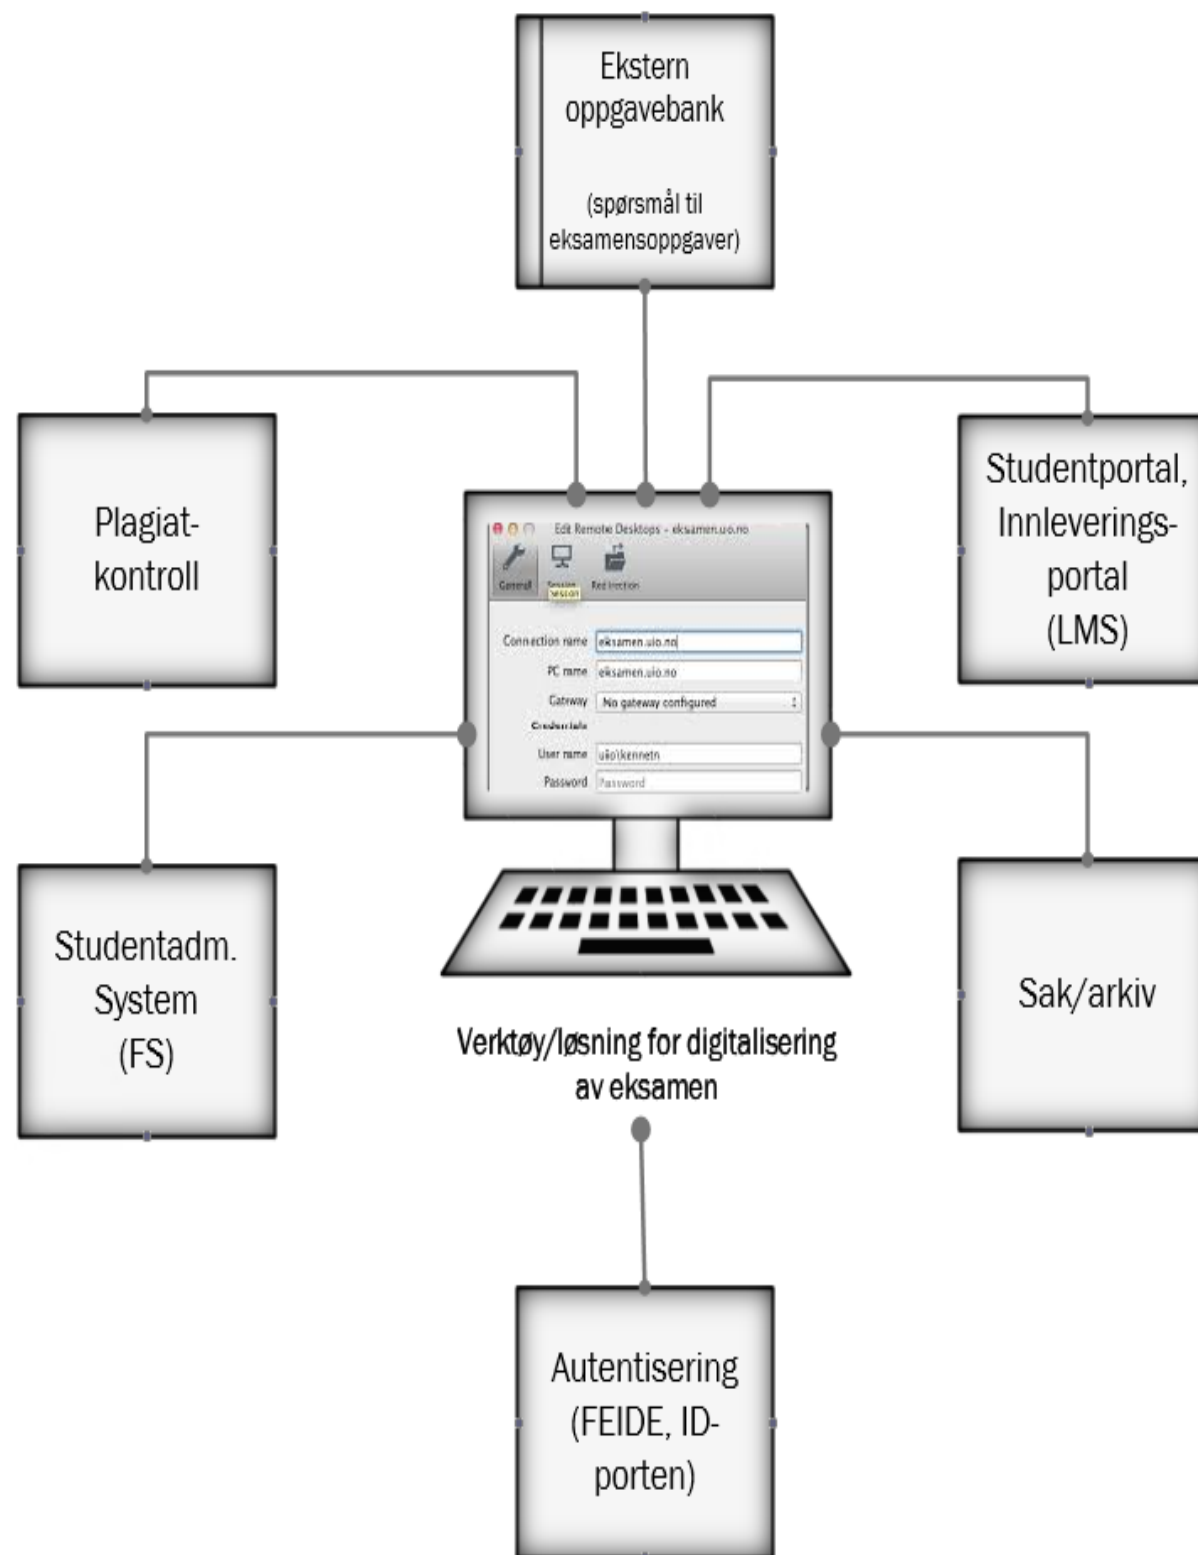 Ekstern
oppgavebank
(spørsmål til
eksamensoppgaver)
Plagiat-
kontroll
Studentportal,
Innleverings-
portal
(LMS)
Edit Remote Desktops - eksamen.uio.no
General
Session
Redirection
Session
Connection name eksamen.uio.no
PC name eksamen.uio.no
Gateway No gateway configured
Credentials
User name uio\kennetn
Password Password
Studentadm.
System
(FS)
Sak/arkiv
Verktøy/løsning for digitalisering
av eksamen
Autentisering
(FEIDE, ID-
porten)